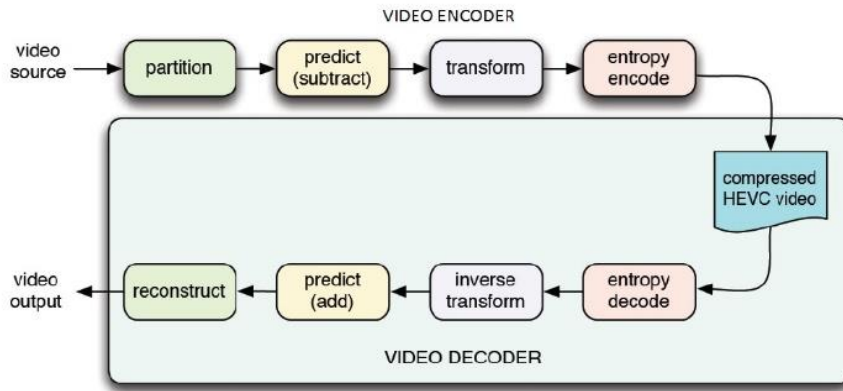 VIDEO ENCODER
video
source
partition
predict
(subtract)
transform
entropy
encode
compressed
HEVC video
video
output
reconstruct
predict
(add)
inverse
transform
entropy
decode
VIDEO DECODER